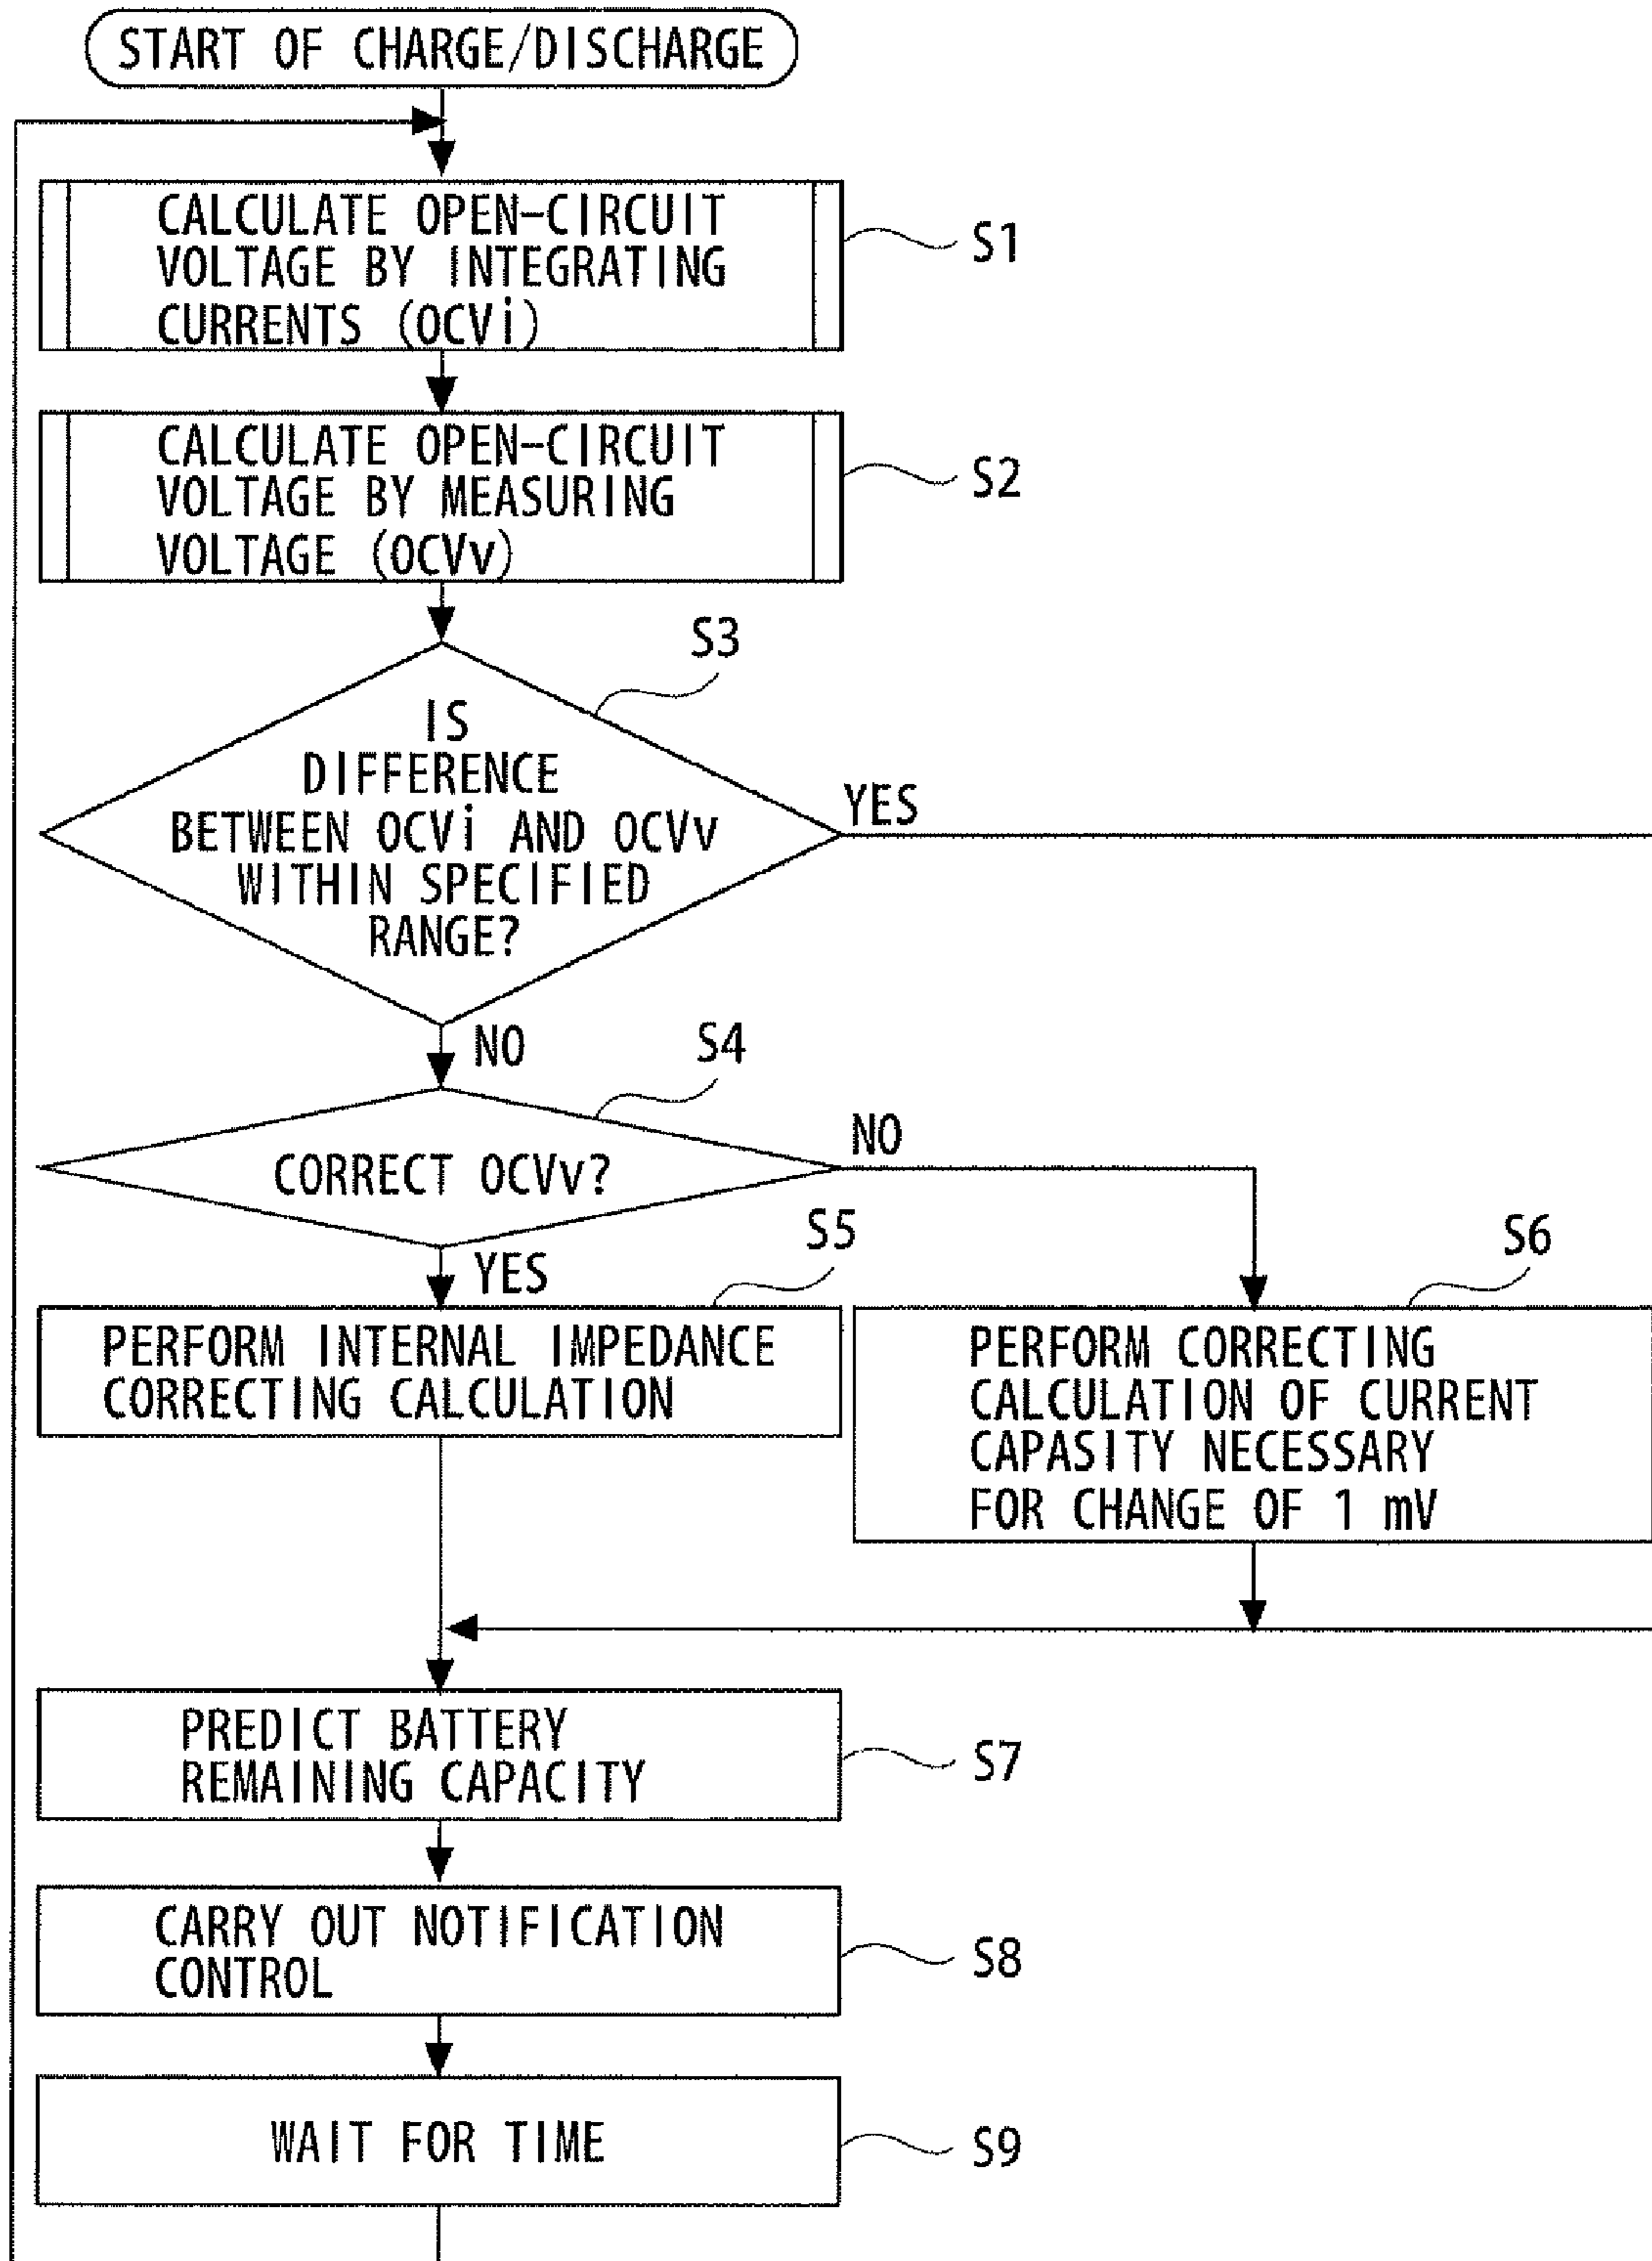 START OF CHARGE/DISCHARGE
CALCULATE OPEN-CIRCUIT
VOLTAGE BY INTEGRATING
CURRENTS (OCVi)
S1
CALCULATE OPEN-CIRCUIT
VOLTAGE BY MEASURING
VOLTAGE (OCVv)
S2
S3
IS
DIFFERENCE
BETWEEN OCVi AND OCVv
WITHIN SPECIFIED
RANGE?
YES
NO
S4
CORRECT OCVv?
NO
YES
S5
PERFORM INTERNAL IMPEDANCE
CORRECTING CALCULATION
S6
PERFORM CORRECTING
CALCULATION OF CURRENT
CAPASITY NECESSARY
FOR CHANGE OF 1 mV
PREDICT BATTERY
REMAINING CAPACITY
S7
CARRY OUT NOTIFICATION
CONTROL
S8
WAIT FOR TIME
S9